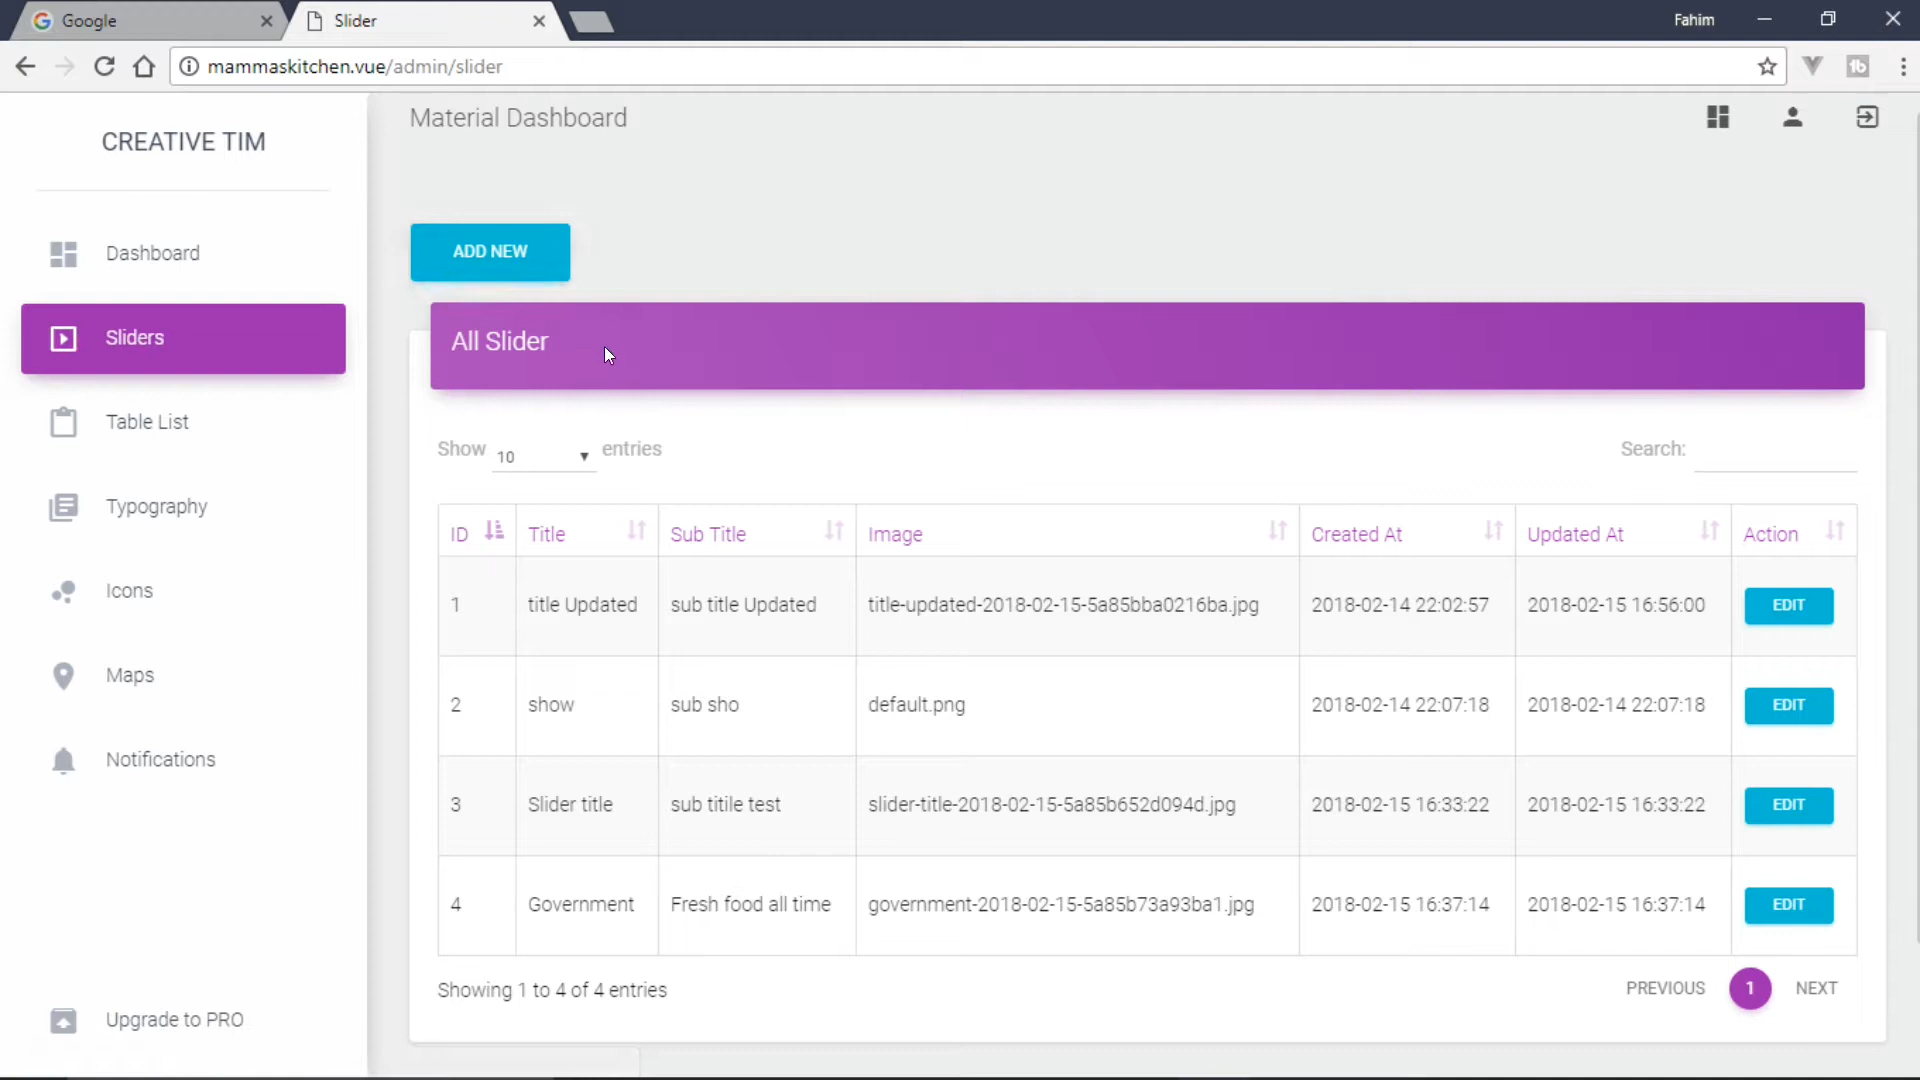 Google
Slider
Fahim
mammaskitchen.vue/admin/slider
CREATIVE TIM
Material Dashboard
Dashboard
Sliders
Table List
Typography
Icons
Maps
Notifications
Upgrade to PRO
ADD NEW
All Slider
Show 10 entries
Search:
ID Title Sub Title Image Created At Updated At Action
1 title Updated sub title Updated title-updated-2018-02-15-5a85bba0216ba.jpg 2018-02-14 22:02:57 2018-02-15 16:56:00 EDIT
2 show sub sho default.png 2018-02-14 22:07:18 2018-02-14 22:07:18 EDIT
3 Slider title sub titile test slider-title-2018-02-15-5a85b652d094d.jpg 2018-02-15 16:33:22 2018-02-15 16:33:22 EDIT
4 Government Fresh food all time government-2018-02-15-5a85b73a93ba1.jpg 2018-02-15 16:37:14 2018-02-15 16:37:14 EDIT
Showing 1 to 4 of 4 entries
PREVIOUS 1 NEXT